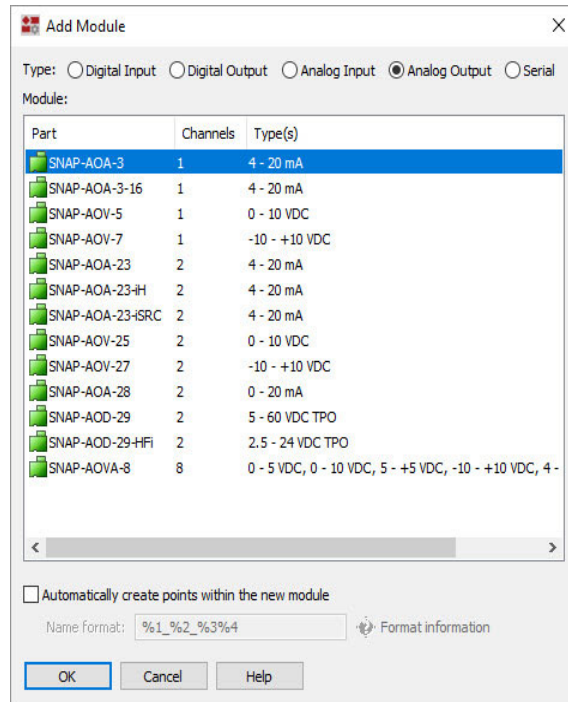 Add Module
Type: Digital Input Digital Output Analog Input Analog Output Serial
Module:
Part Channels Type(s)
SNAP-AOA-3 1 4 - 20 mA
SNAP-AOA-3-16 1 4 - 20 mA
SNAP-AOV-5 1 0 - 10 VDC
SNAP-AOV-7 1 -10 - +10 VDC
SNAP-AOA-23 2 4 - 20 mA
SNAP-AOA-23-iH 2 4 - 20 mA
SNAP-AOA-23-iSRC 2 4 - 20 mA
SNAP-AOV-25 2 0 - 10 VDC
SNAP-AOV-27 2 -10 - +10 VDC
SNAP-AOA-28 2 0 - 20 mA
SNAP-AOD-29 2 5 - 60 VDC TPO
SNAP-AOD-29-HFi 2 2.5 - 24 VDC TPO
SNAP-AOVA-8 8 0 - 5 VDC, 0 - 10 VDC, 5 - +5 VDC, -10 - +10 VDC, 4 -
Automatically create points within the new module
Name format: %1_%2_%3%4 Format information
OK Cancel Help